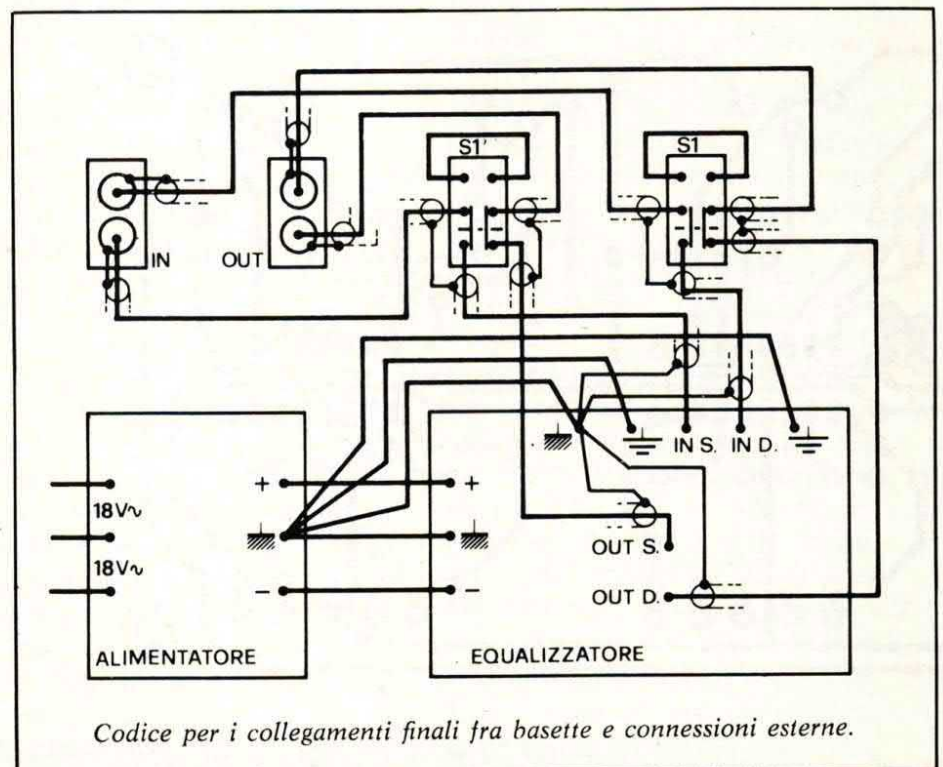 S1'
S1
IN
OUT
IN S. IN D.
18V∿
+
+
OUT S.
18V∿
OUT D.
−
−
ALIMENTATORE
EQUALIZZATORE
Codice per i collegamenti finali fra basette e connessioni esterne.